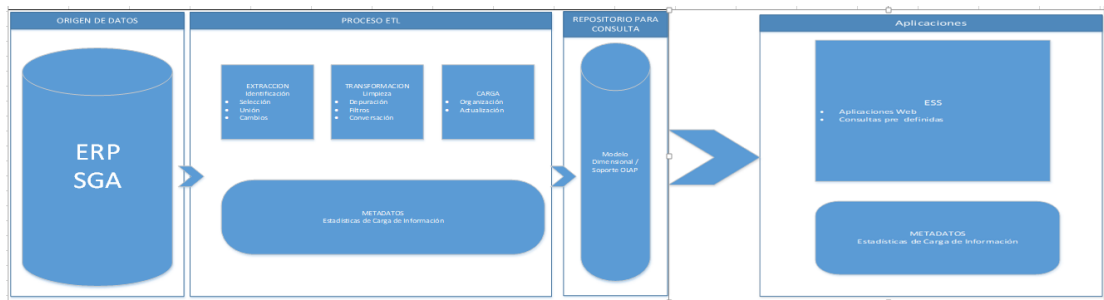 ORIGEN DE DATOS
ERP
SGA
PROCESO ETL
EXTRACCION
Identificación
Selección
Unión
Cambios
TRANSFORMACION
Limpieza
Depuración
Filtros
Conversación
CARGA
Organización
Actualización
METADATOS
Estadísticas de Carga de Información
REPOSITORIO PARA
CONSULTA
Modelo
Dimensional /
Soporte OLAP
Aplicaciones
ESS
Aplicaciones Web
Consultas pre definidas
METADATOS
Estadísticas de Carga de Información